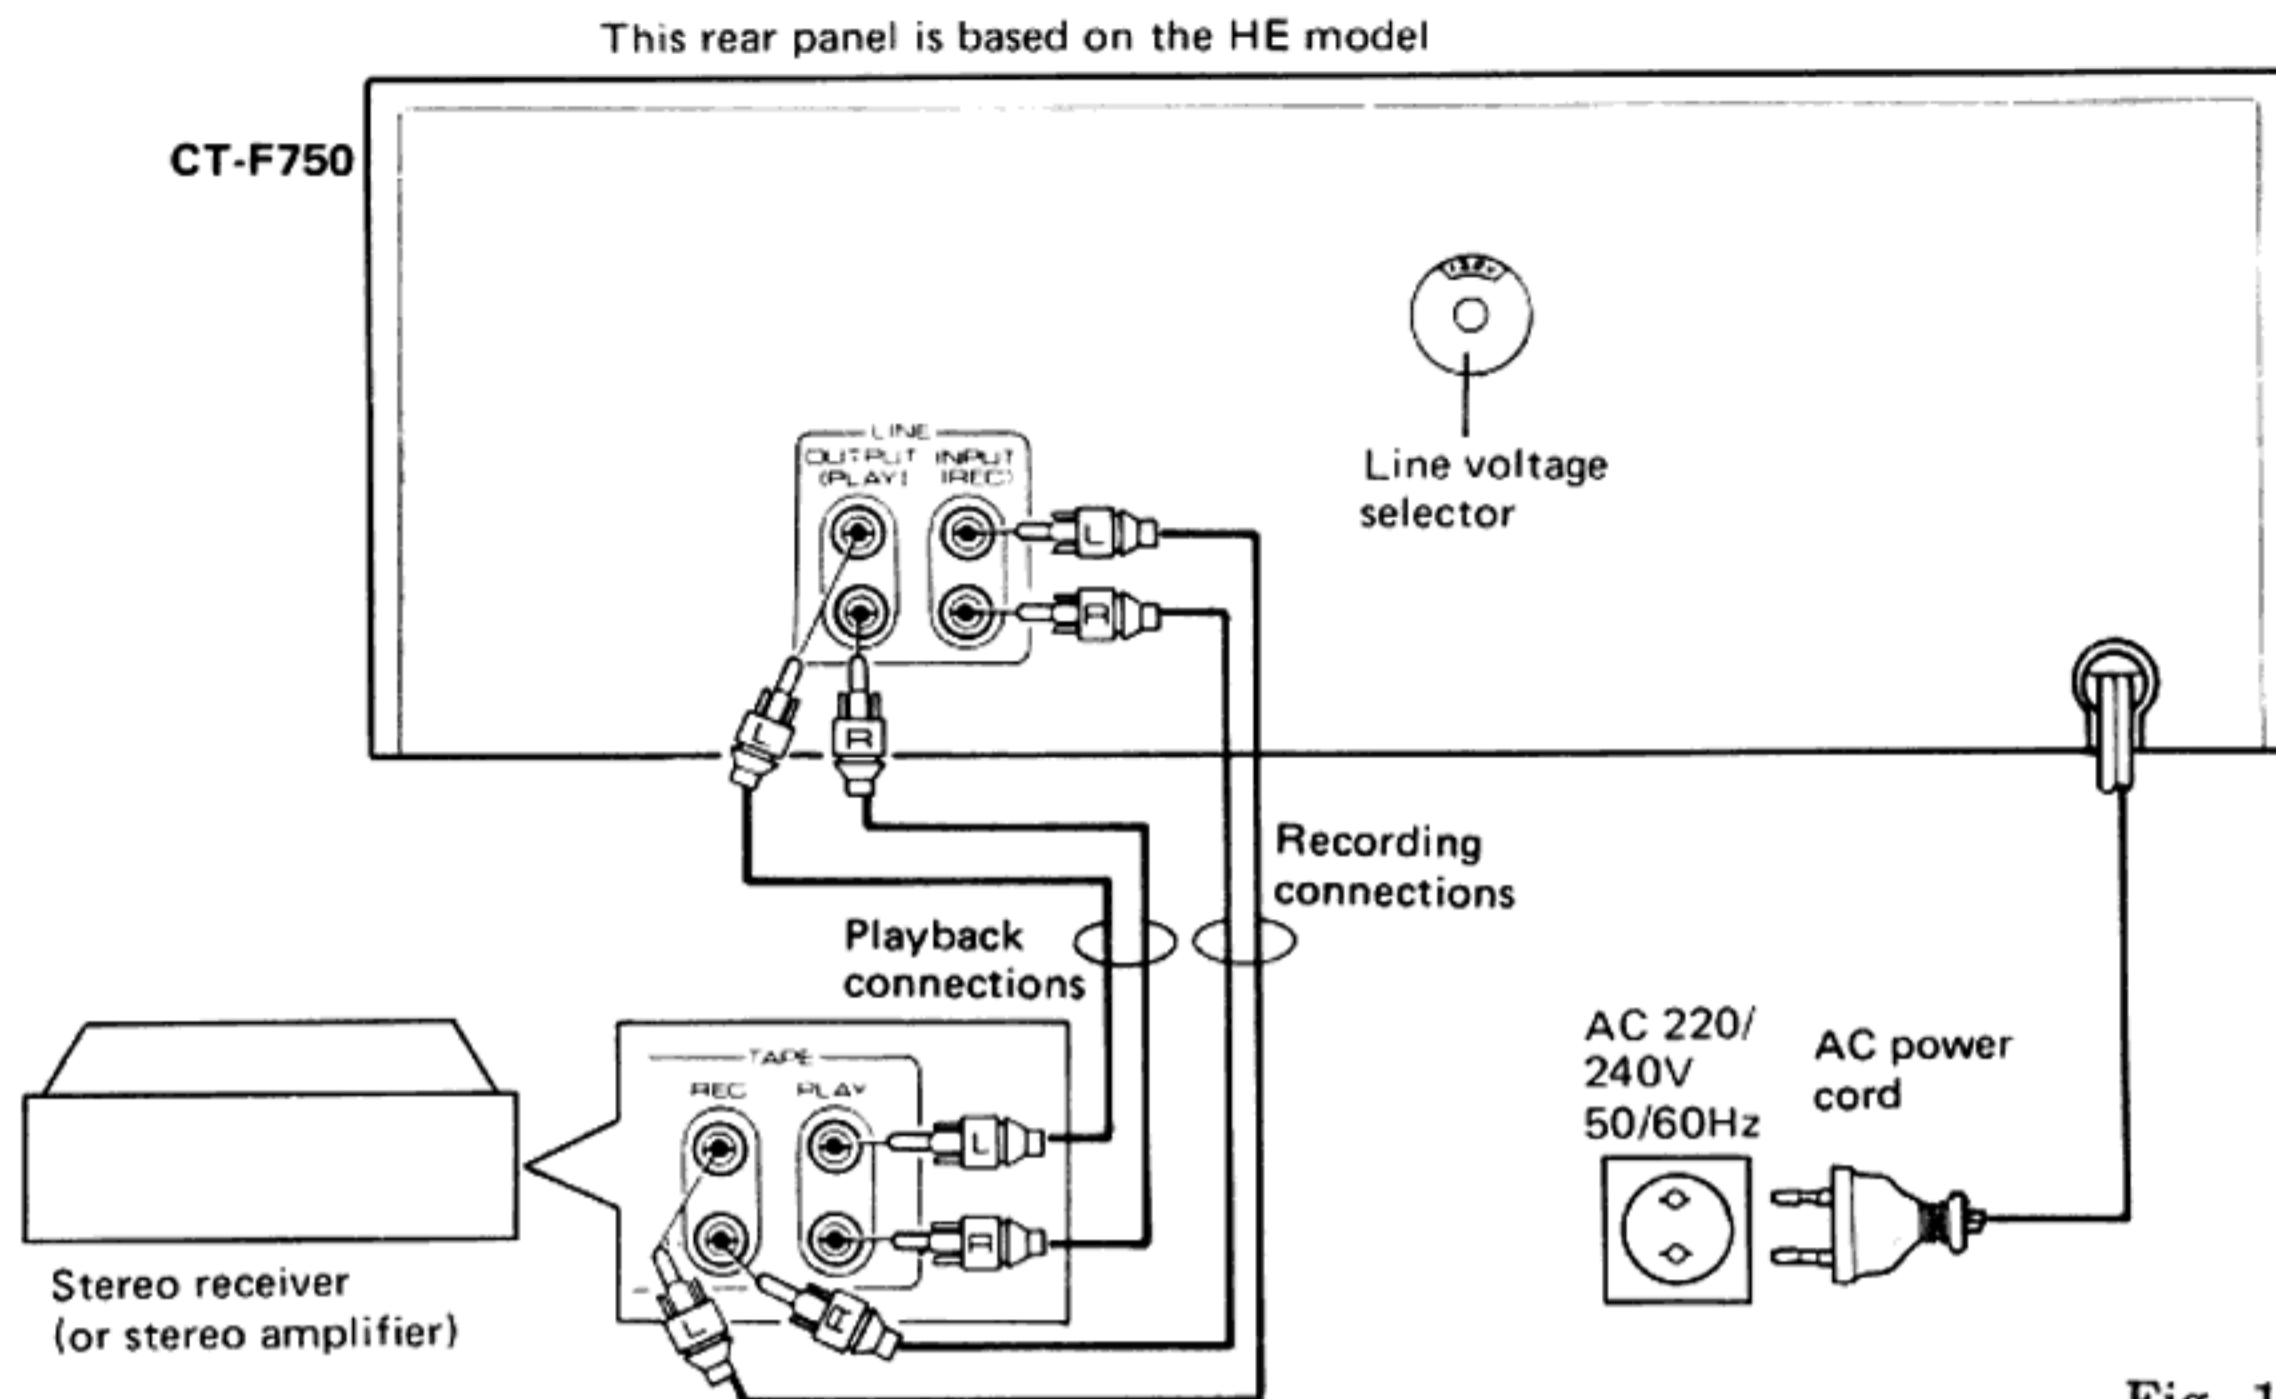 This rear panel is based on the HE model
CT-F750
Line voltage
selector
LINE
OUTPUT
(PLAY)
INPUT
(REC)
L
R
L
R
Recording
connections
Playback
connections
AC 220/
240V
50/60Hz
AC power
cord
TAPE
REC
PLAY
L
R
L
R
Stereo receiver
(or stereo amplifier)
Fig. 1